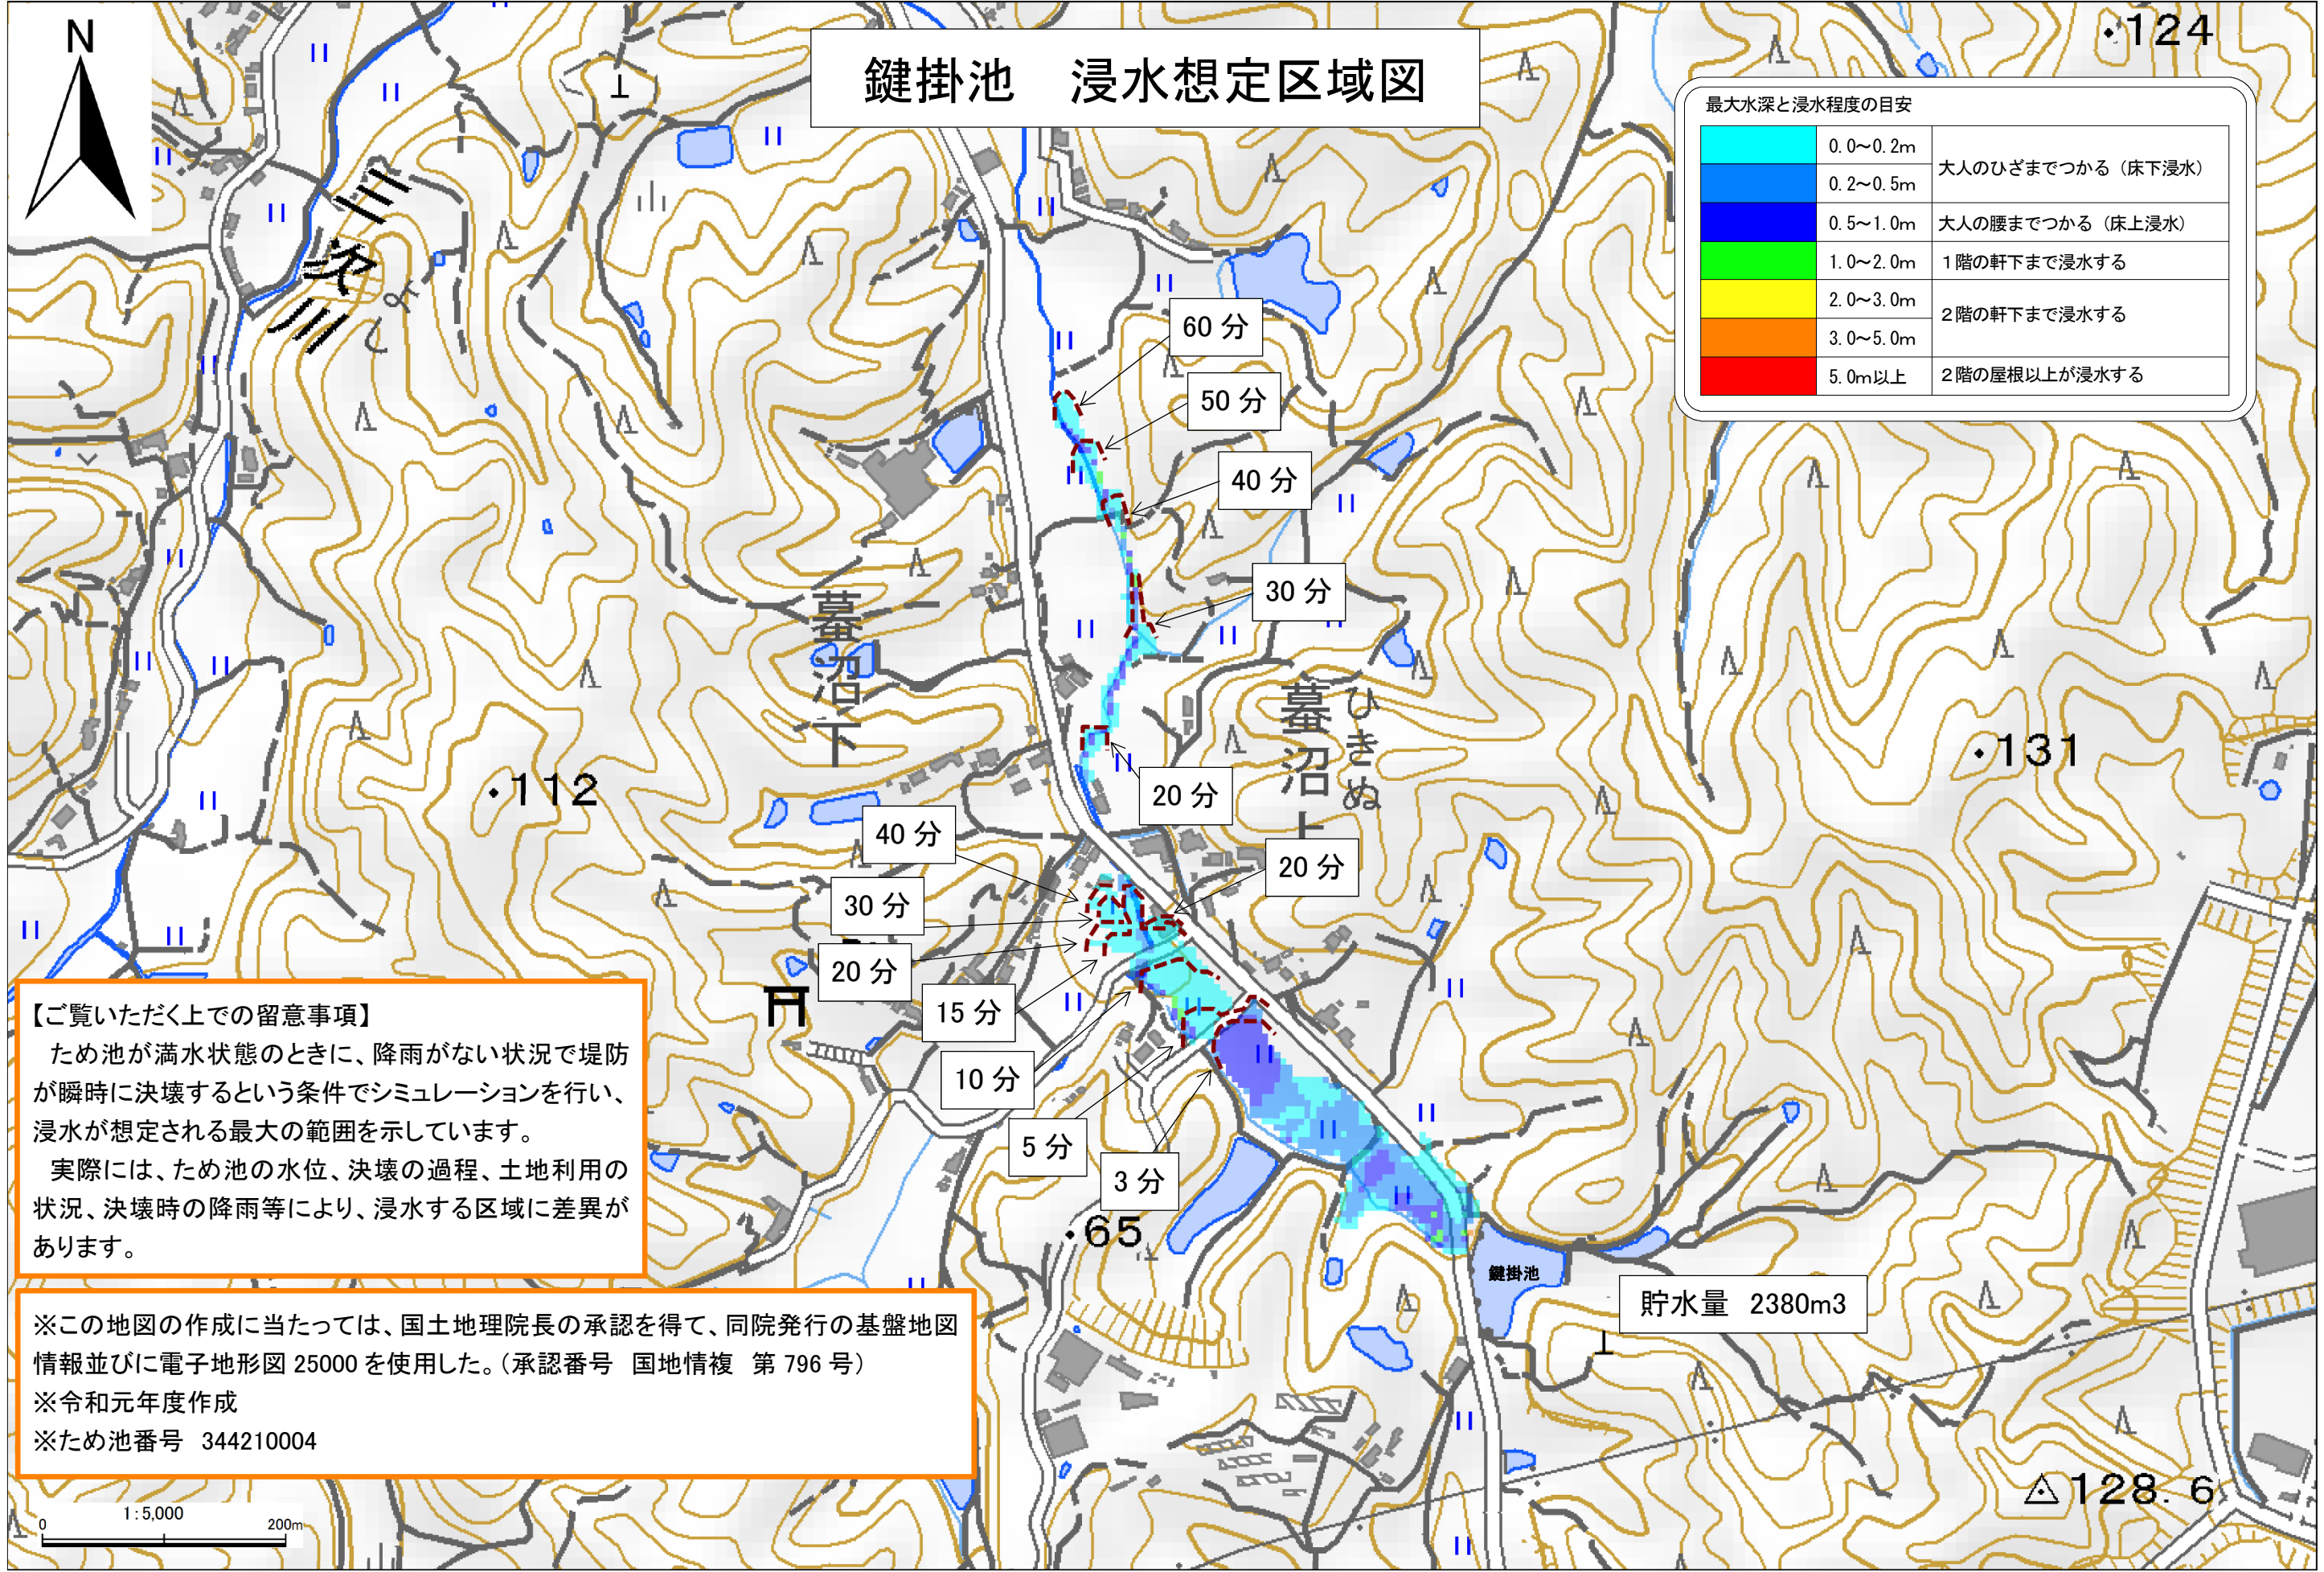 N
鍵掛池　浸水想定区域図
124
最大水深と浸水程度の目安
0.0～0.2m
大人のひざまでつかる（床下浸水）
0.2～0.5m
0.5～1.0m
大人の腰までつかる（床上浸水）
1.0～2.0m
1階の軒下まで浸水する
2.0～3.0m
2階の軒下まで浸水する
3.0～5.0m
5.0m以上
2階の屋根以上が浸水する
三次川
みよし
60 分
50 分
40 分
30 分
蟇沼下
蟇沼上
ひきぬ
131
112
20 分
40 分
20 分
30 分
20 分
15 分
10 分
5 分
3 分
65
鍵掛池
貯水量　2380m3
128.6
【ご覧いただく上での留意事項】
ため池が満水状態のときに、降雨がない状況で堤防
が瞬時に決壊するという条件でシミュレーションを行い、
浸水が想定される最大の範囲を示しています。
実際には、ため池の水位、決壊の過程、土地利用の
状況、決壊時の降雨等により、浸水する区域に差異が
あります。
※この地図の作成に当たっては、国土地理院長の承認を得て、同院発行の基盤地図
情報並びに電子地形図 25000 を使用した。（承認番号　国地情複　第 796 号）
※令和元年度作成
※ため池番号　344210004
1:5,000
0 200m